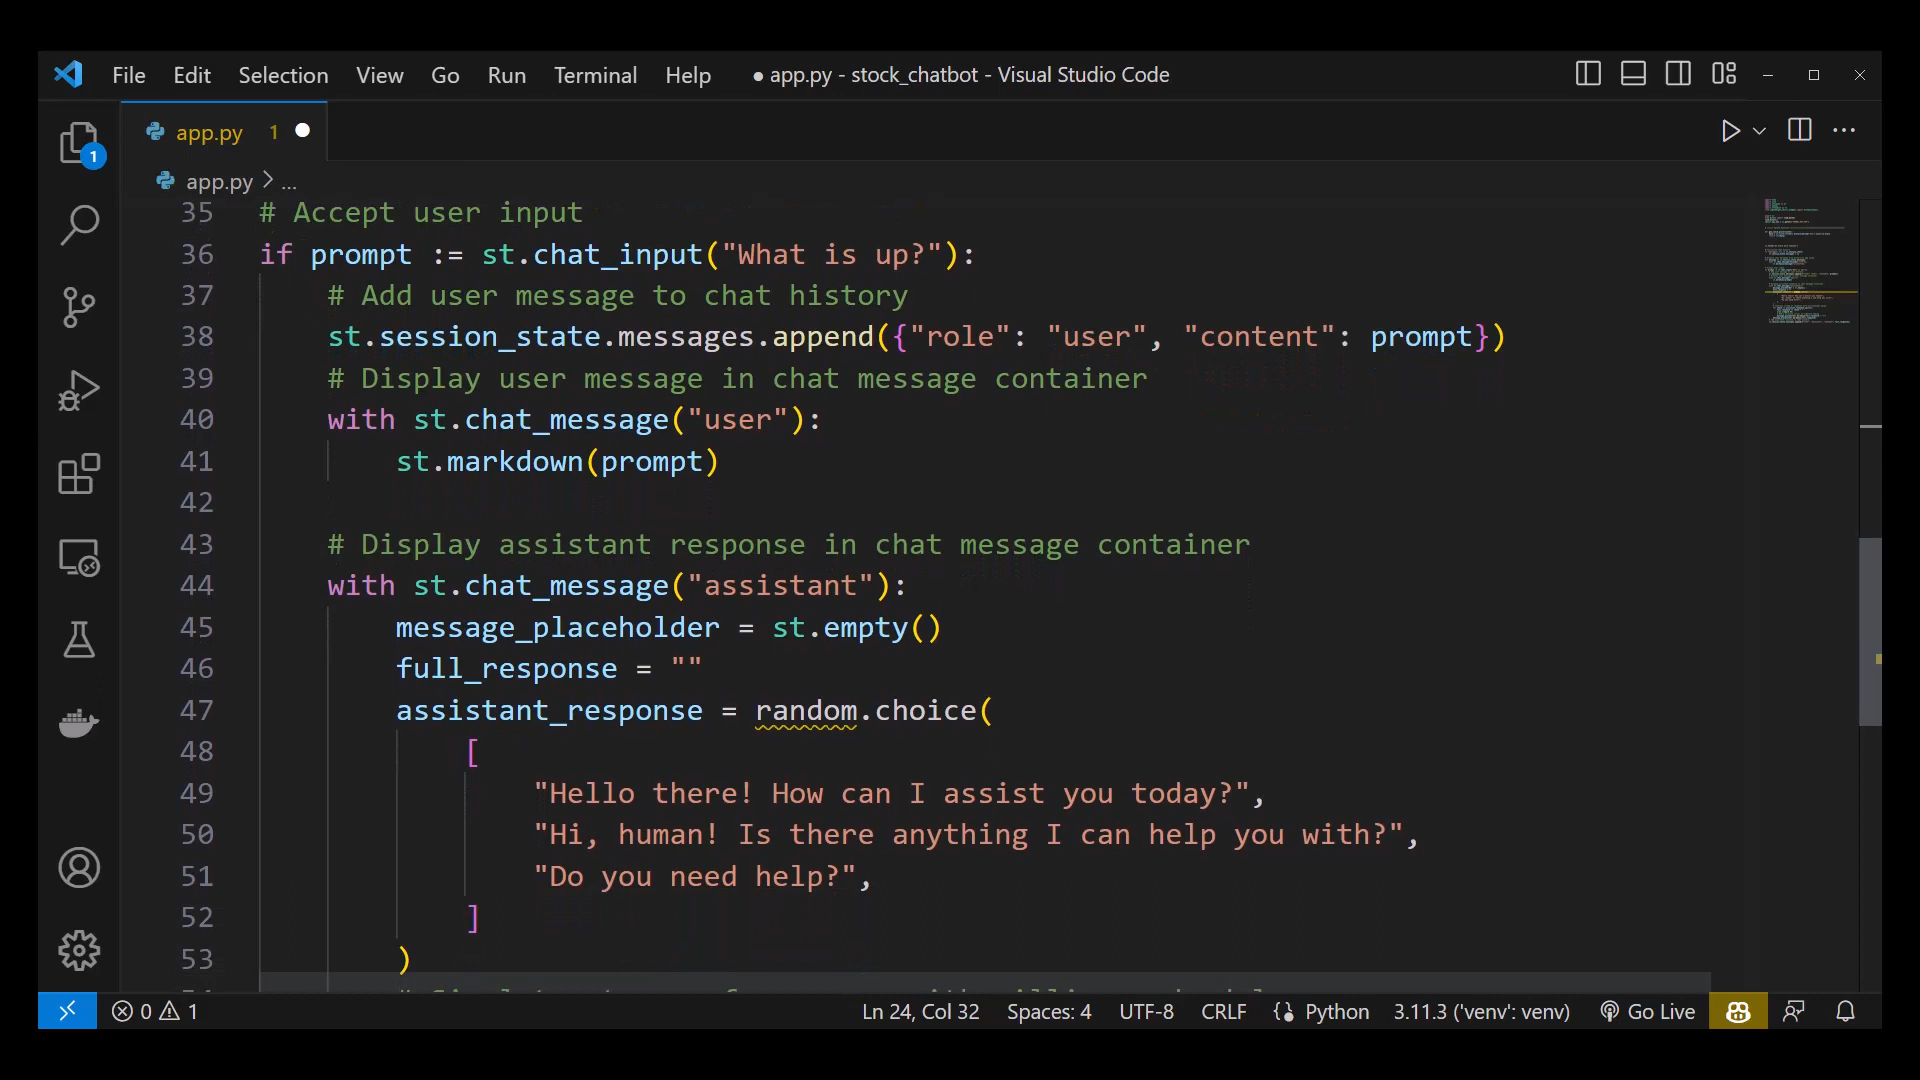 File Edit Selection View Go Run Terminal Help ● app.py - stock_chatbot - Visual Studio Code
app.py 1
app.py > ...
35 # Accept user input
36 if prompt := st.chat_input("What is up?"):
37 # Add user message to chat history
38 st.session_state.messages.append({"role": "user", "content": prompt})
39 # Display user message in chat message container
40 with st.chat_message("user"):
41 st.markdown(prompt)
42
43 # Display assistant response in chat message container
44 with st.chat_message("assistant"):
45 message_placeholder = st.empty()
46 full_response = ""
47 assistant_response = random.choice(
48 [
49 "Hello there! How can I assist you today?",
50 "Hi, human! Is there anything I can help you with?",
51 "Do you need help?",
52 ]
53 )
1
0 1 Ln 24, Col 32 Spaces: 4 UTF-8 CRLF Python 3.11.3 ('venv': venv) Go Live